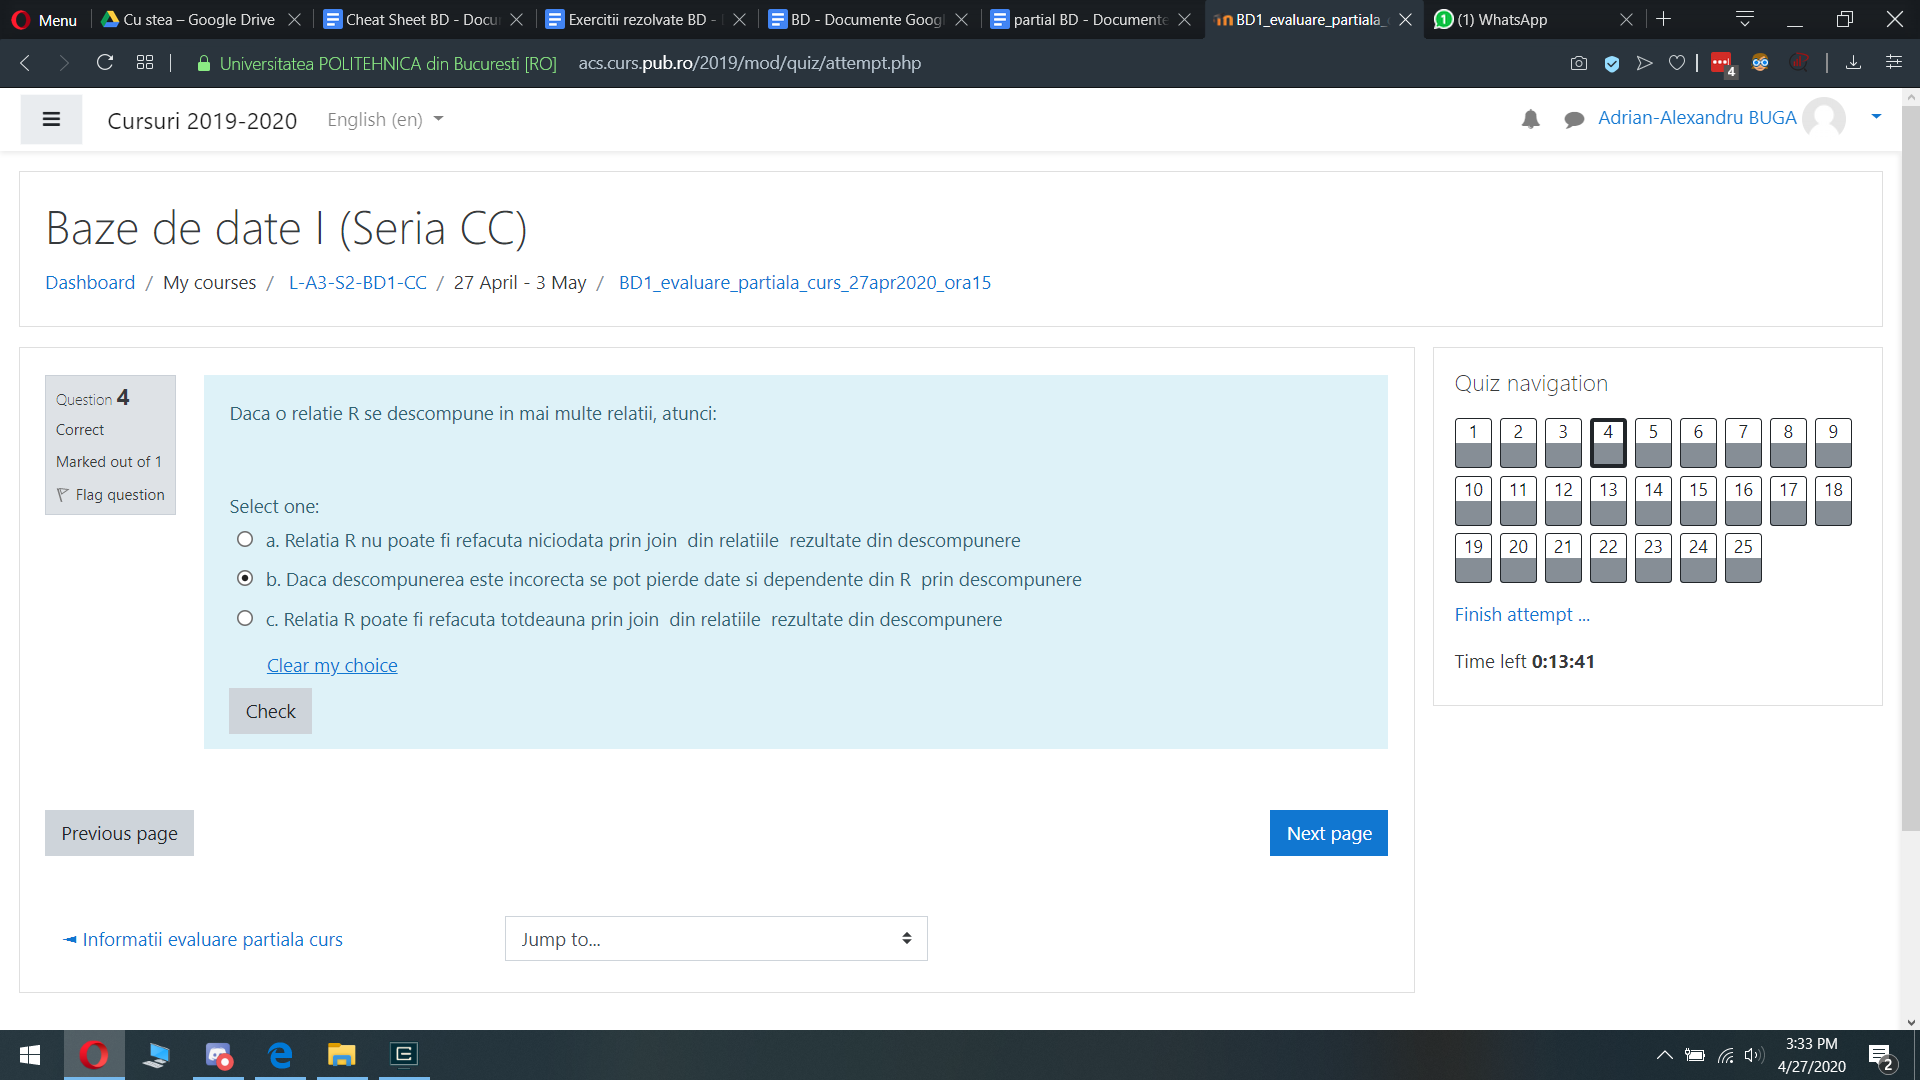 Menu
Cu stea – Google Drive
Cheat Sheet BD - Docu
Exercitii rezolvate BD -
BD - Documente Goog
partial BD - Documente
BD1_evaluare_partiala_
(1) WhatsApp
Universitatea POLITEHNICA din Bucuresti [RO]
acs.curs.pub.ro/2019/mod/quiz/attempt.php
4
Cursuri 2019-2020
English (en)
Adrian-Alexandru BUGA
Baze de date I (Seria CC)
Dashboard / My courses / L-A3-S2-BD1-CC / 27 April - 3 May / BD1_evaluare_partiala_curs_27apr2020_ora15
Question 4
Correct
Marked out of 1
Flag question
Daca o relatie R se descompune in mai multe relatii, atunci:
Select one:
a. Relatia R nu poate fi refacuta niciodata prin join din relatiile rezultate din descompunere
b. Daca descompunerea este incorecta se pot pierde date si dependente din R prin descompunere
c. Relatia R poate fi refacuta totdeauna prin join din relatiile rezultate din descompunere
Clear my choice
Check
Previous page
Next page
◄ Informatii evaluare partiala curs
Jump to...
Quiz navigation
1 2 3 4 5 6 7 8 9
10 11 12 13 14 15 16 17 18
19 20 21 22 23 24 25
Finish attempt ...
Time left 0:13:41
3:33 PM
4/27/2020
2